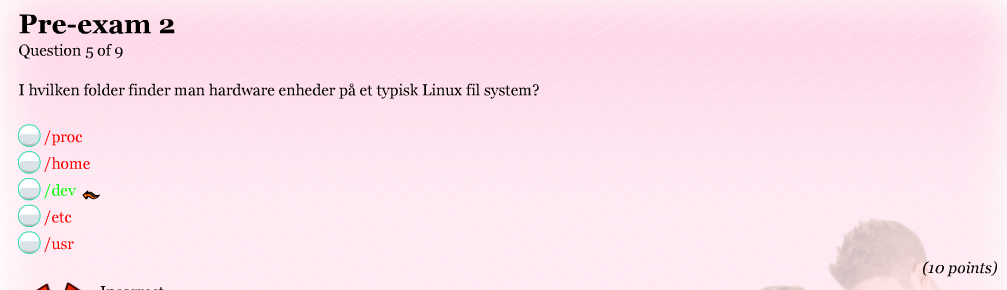 Pre-exam 2
Question 5 of 9
I hvilken folder finder man hardware enheder på et typisk Linux fil system?
/proc
/home
/dev
/etc
/usr
(10 points)